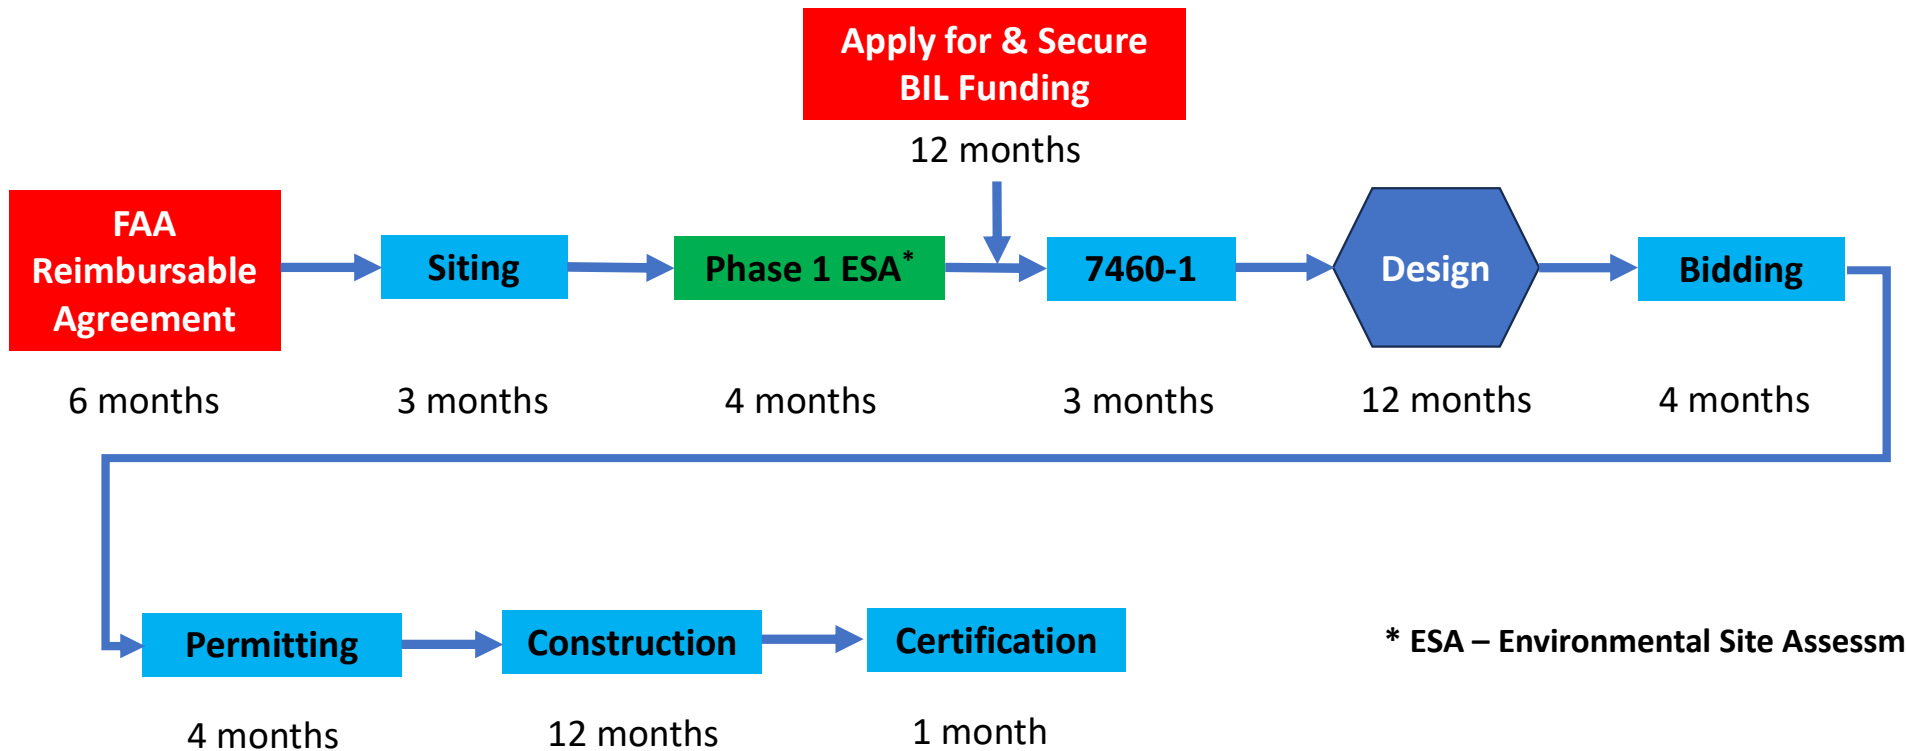 Apply for & Secure
BIL Funding
12 months
FAA
Reimbursable
Agreement
Siting
Phase 1 ESA*
7460-1
Design
Bidding
6 months
3 months
4 months
3 months
12 months
4 months
Permitting
Construction
Certification
* ESA – Environmental Site Assessm
4 months
12 months
1 month